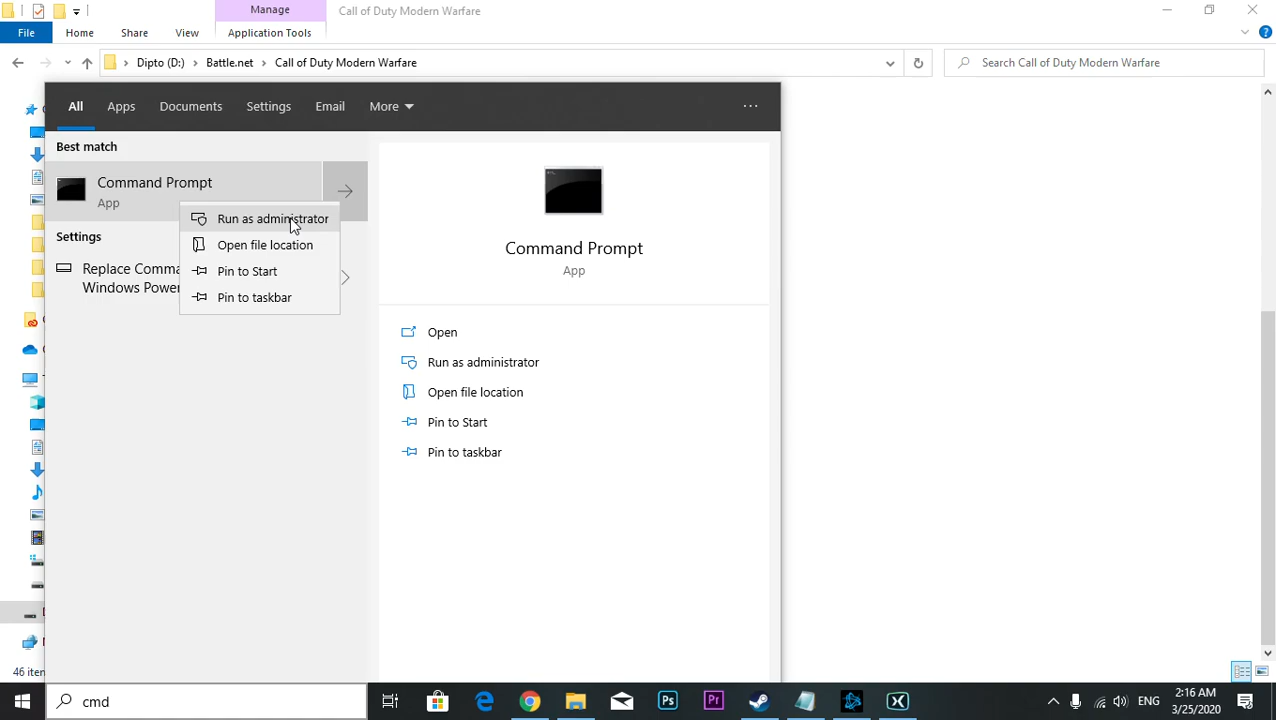 Manage
Call of Duty Modern Warfare
File
Home
Share
View
Application Tools
Dipto (D:)
Battle.net
Call of Duty Modern Warfare
Search Call of Duty Modern Warfare
All
Apps
Documents
Settings
Email
More
Best match
Command Prompt
App
Run as administrator
Open file location
Pin to Start
Pin to taskbar
Settings
Replace Comma
Windows Power
Command Prompt
App
Open
Run as administrator
Open file location
Pin to Start
Pin to taskbar
46 iten
cmd
Ps
Pr
ENG
2:16 AM
3/25/2020